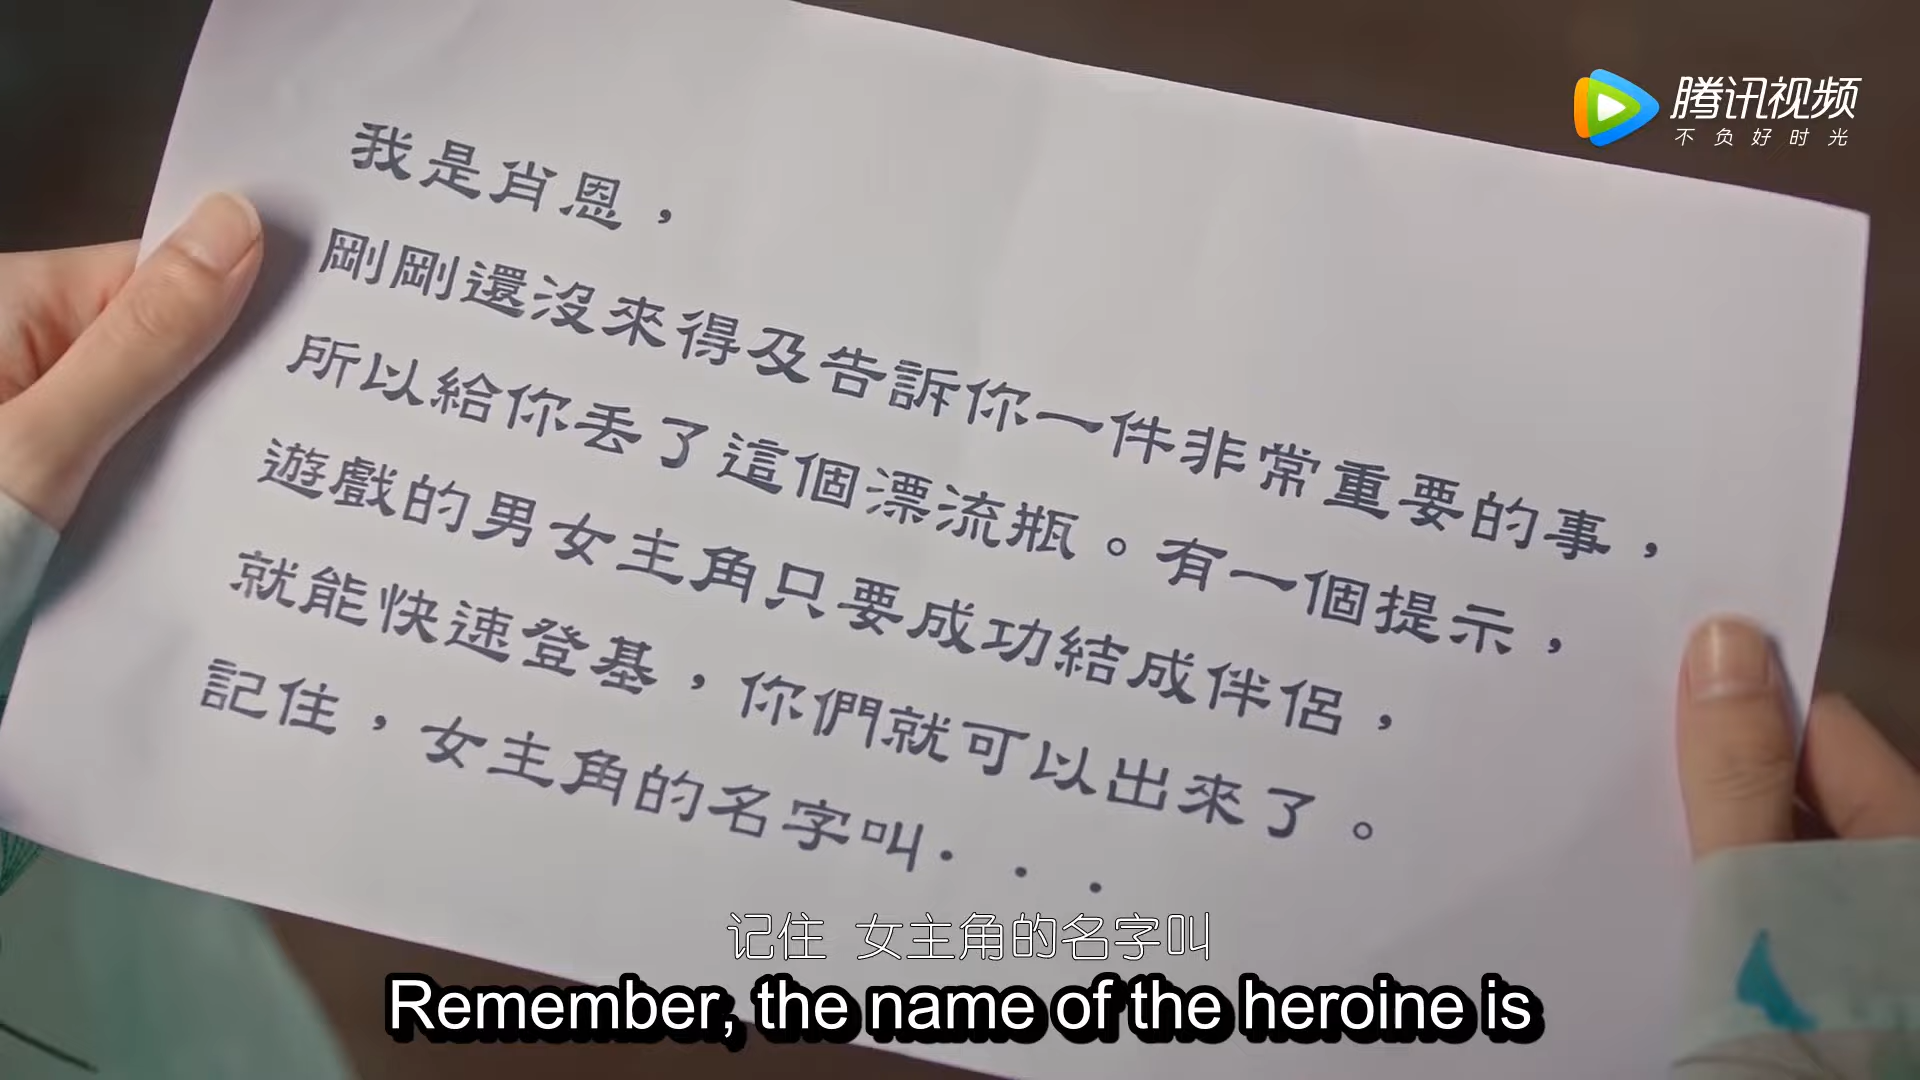 腾讯视频
不负好时光
我是肖恩，
剛剛還沒來得及告訴你一件非常重要的事，
所以給你丟了這個漂流瓶。有一個提示，
遊戲的男女主角只要成功結成伴侶，
就能快速登基，你們就可以出來了。
記住，女主角的名字叫...
记住 女主角的名字叫
Remember, the name of the heroine is